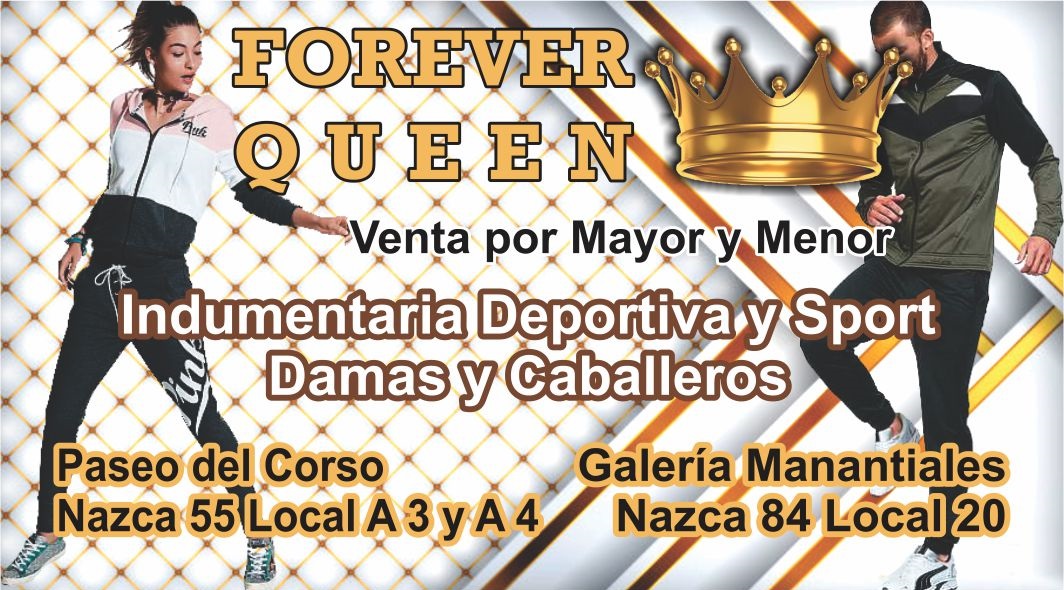 FOREVER
QUEEN
Venta por Mayor y Menor
Indumentaria Deportiva y Sport
Damas y Caballeros
Paseo del Corso
Nazca 55 Local A 3 y A 4
Galería Manantiales
Nazca 84 Local 20
Pink